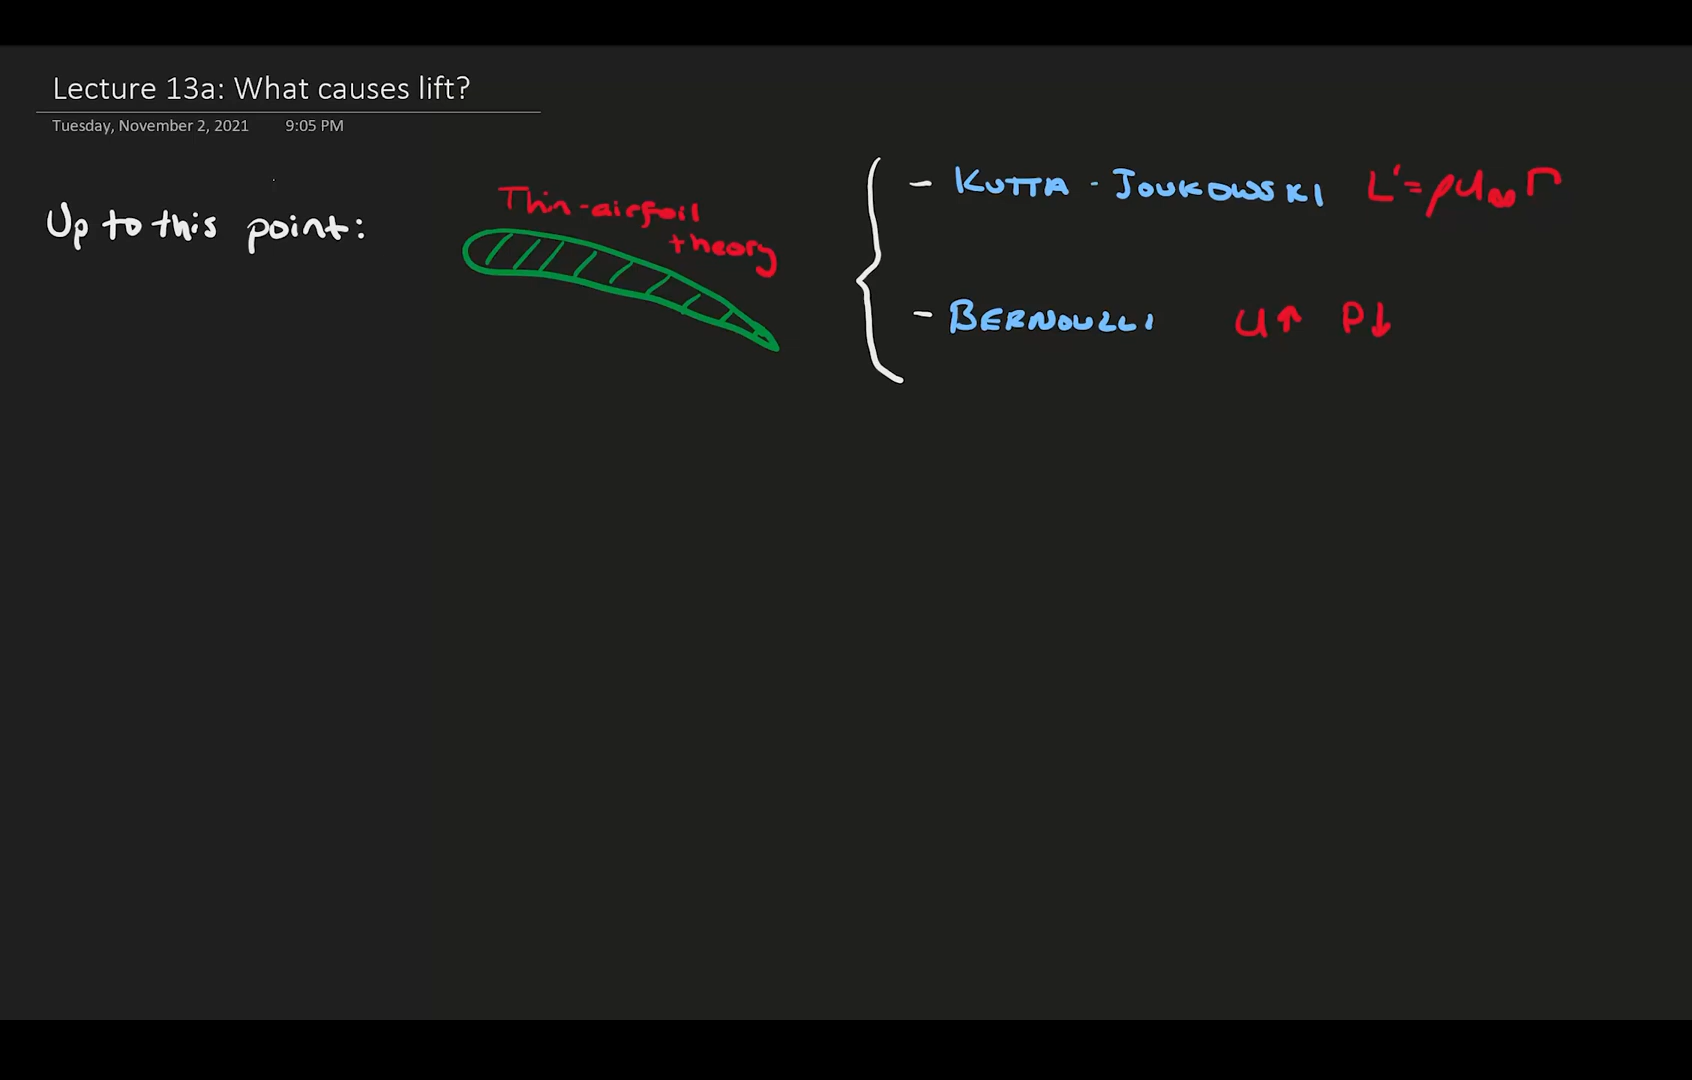 Lecture 13a: What causes lift?
Tuesday, November 2, 2021 9:05 PM
Up to this point:
Thin-airfoil
theory
- KUTTA - JOUKOWSKI L' = ρU∞ Γ
- BERNOULLI U↑ P↓